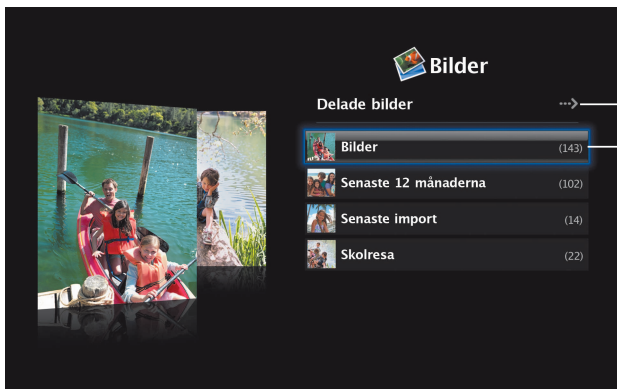 Bilder
Delade bilder
Bilder (143)
Senaste 12 månaderna (102)
Senaste import (14)
Skolresa (22)